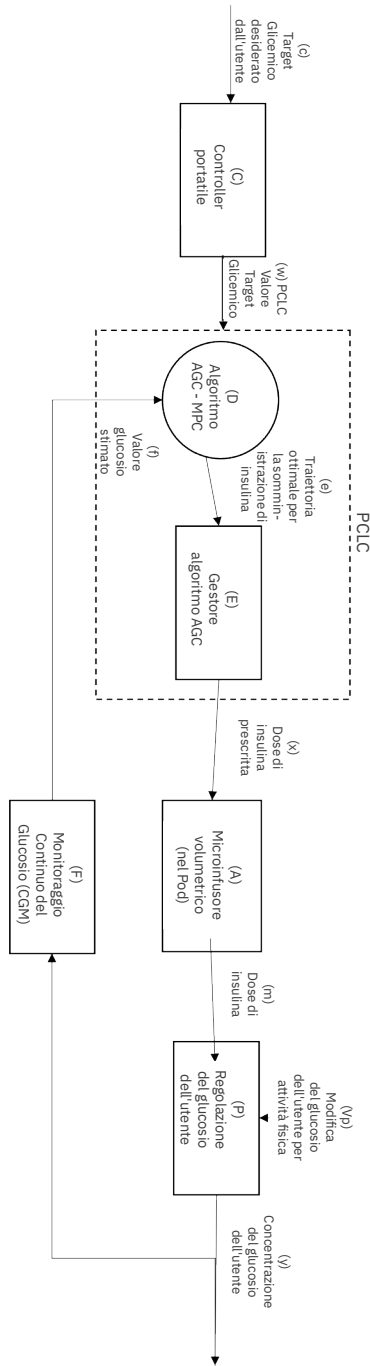 (c)
Target
Glicemico
desiderato
dall'utente
(C)
Controller
portatile
(w) PCLC
Valore
Target
Glicemico
PCLC
(D)
Algoritmo
AGC - MPC
(e)
Traiettoria
ottimale per
la sommin-
istrazione di
insulina
(E)
Gestore
algoritmo AGC
(x)
Dose di
insulina
prescritta
(A)
Microinfusore
volumetrico
(nel Pod)
(m)
Dose di
insulina
(Vp)
Modifica
del glucosio
dell'utente per
attività fisica
(P)
Regolazione
del glucosio
dell'utente
(y)
Concentrazione
del glucosio
dell'utente
(f)
Valore
glucosio
stimato
(F)
Monitoraggio
Continuo del
Glucosio (CGM)